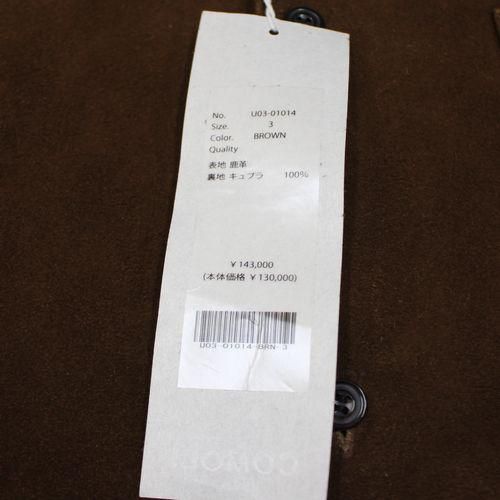 No. U03-01014
Size. 3
Color. BROWN
Quality
表地 鹿革
裏地 キュプラ 100%
¥143,000
(本体価格 ¥130,000)
U03-01014-BRN-3